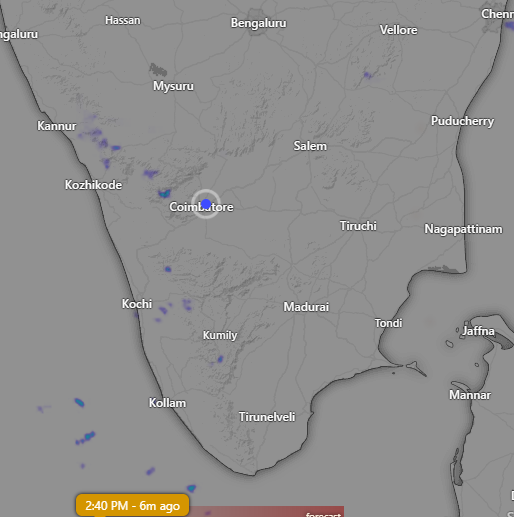 Hassan
Bengaluru
Chenn
ngaluru
Vellore
Mysuru
Kannur
Puducherry
Salem
Kozhikode
Coimbatore
Tiruchi
Nagapattinam
Kochi
Madurai
Tondi
Jaffna
Kumily
Mannar
Kollam
Tirunelveli
2:40 PM - 6m ago
forecast